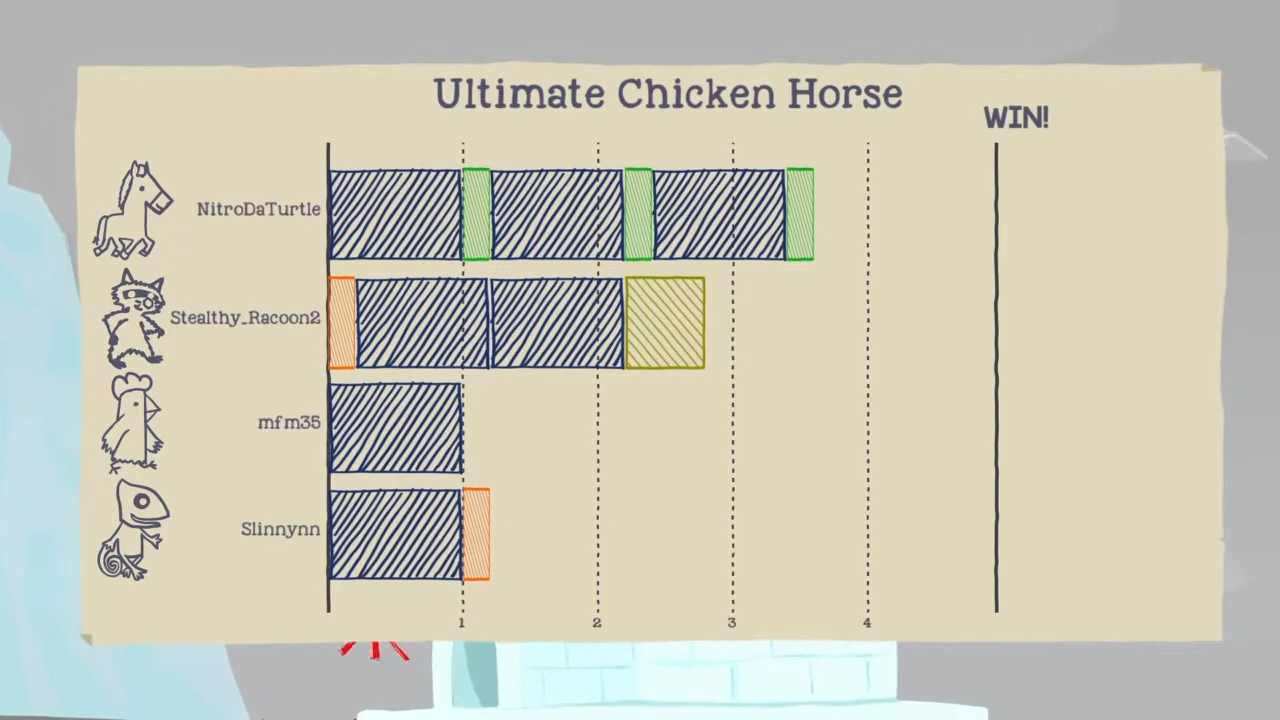 Ultimate Chicken Horse
WIN!
NitroDaTurtle
Stealthy_Racoon2
mfm35
Slinnynn
1 2 3 4